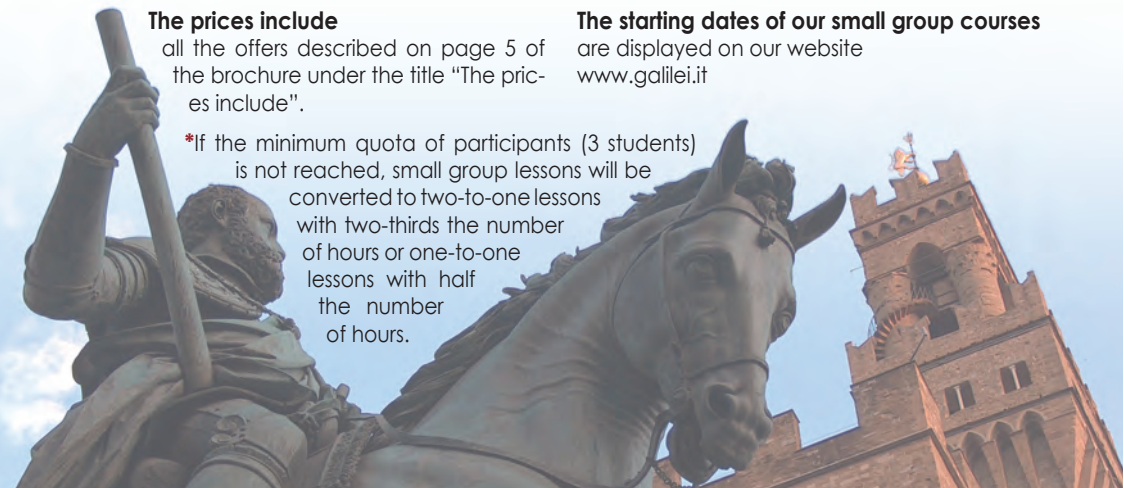 The prices include
all the offers described on page 5 of
the brochure under the title “The pric-
es include”.
*If the minimum quota of participants (3 students)
is not reached, small group lessons will be
converted to two-to-one lessons
with two-thirds the number
of hours or one-to-one
lessons with half
the number
of hours.
The starting dates of our small group courses
are displayed on our website
www.galilei.it